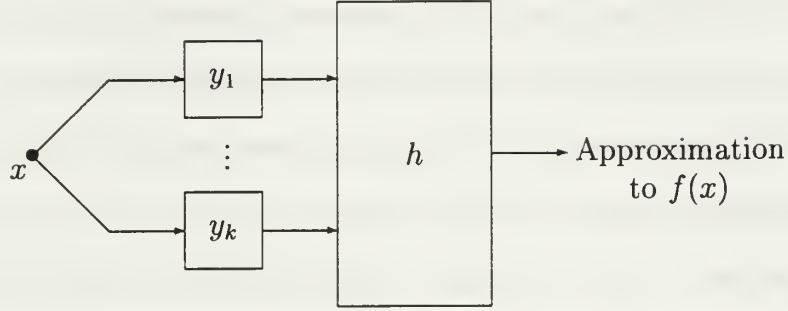 x
y₁
⋮
yₖ
h
Approximation
to f(x)